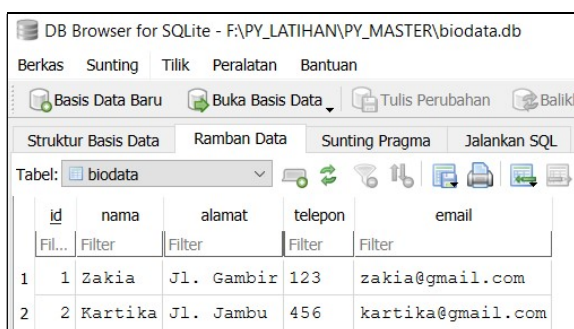 DB Browser for SQLite - F:\PY_LATIHAN\PY_MASTER\biodata.db
Berkas Sunting Tilik Peralatan Bantuan
Basis Data Baru Buka Basis Data Tulis Perubahan Balik
Struktur Basis Data Ramban Data Sunting Pragma Jalankan SQL
Tabel: biodata
id nama alamat telepon email
Fil... Filter Filter Filter Filter
1 1 Zakia Jl. Gambir 123 zakia@gmail.com
2 2 Kartika Jl. Jambu 456 kartika@gmail.com